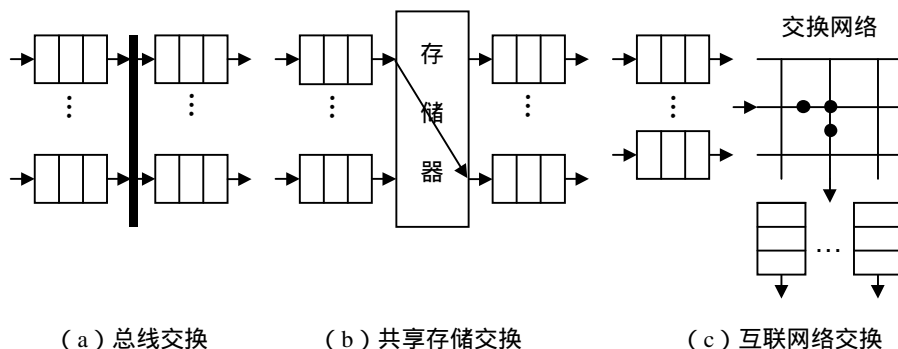 交换网络
存
储
器
（a）总线交换
（b）共享存储交换
（c）互联网络交换